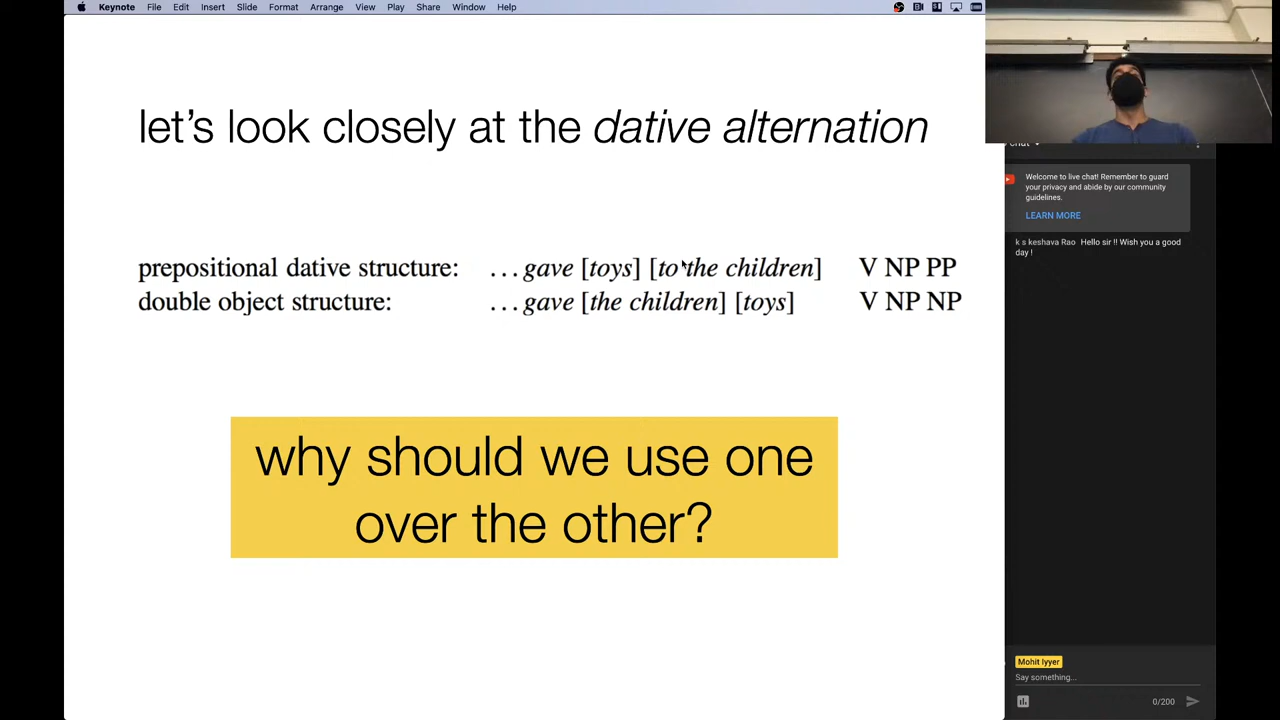 Keynote File Edit Insert Slide Format Arrange View Play Share Window Help
let's look closely at the dative alternation
prepositional dative structure: ...gave [toys] [to the children] V NP PP
double object structure: ...gave [the children] [toys] V NP NP
why should we use one
over the other?
chat
Welcome to live chat! Remember to guard
your privacy and abide by our community
guidelines.
LEARN MORE
k s keshava Rao Hello sir !! Wish you a good
day !
Mohit Iyyer
Say something...
0/200